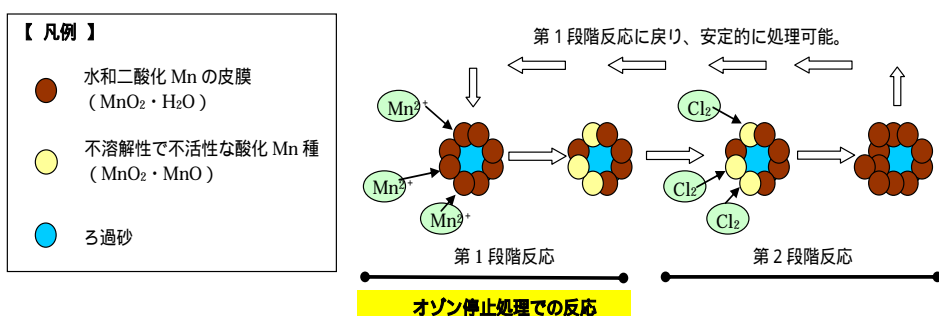 【 凡例 】
水和二酸化 Mn の皮膜
（MnO₂・H₂O）
不溶解性で不活性な酸化 Mn 種
（MnO₂・MnO）
ろ過砂
第１段階反応に戻り、安定的に処理可能。
Mn²⁺
Mn²⁺
Mn²⁺
Cl₂
Cl₂
Cl₂
第１段階反応
第２段階反応
オゾン停止処理での反応